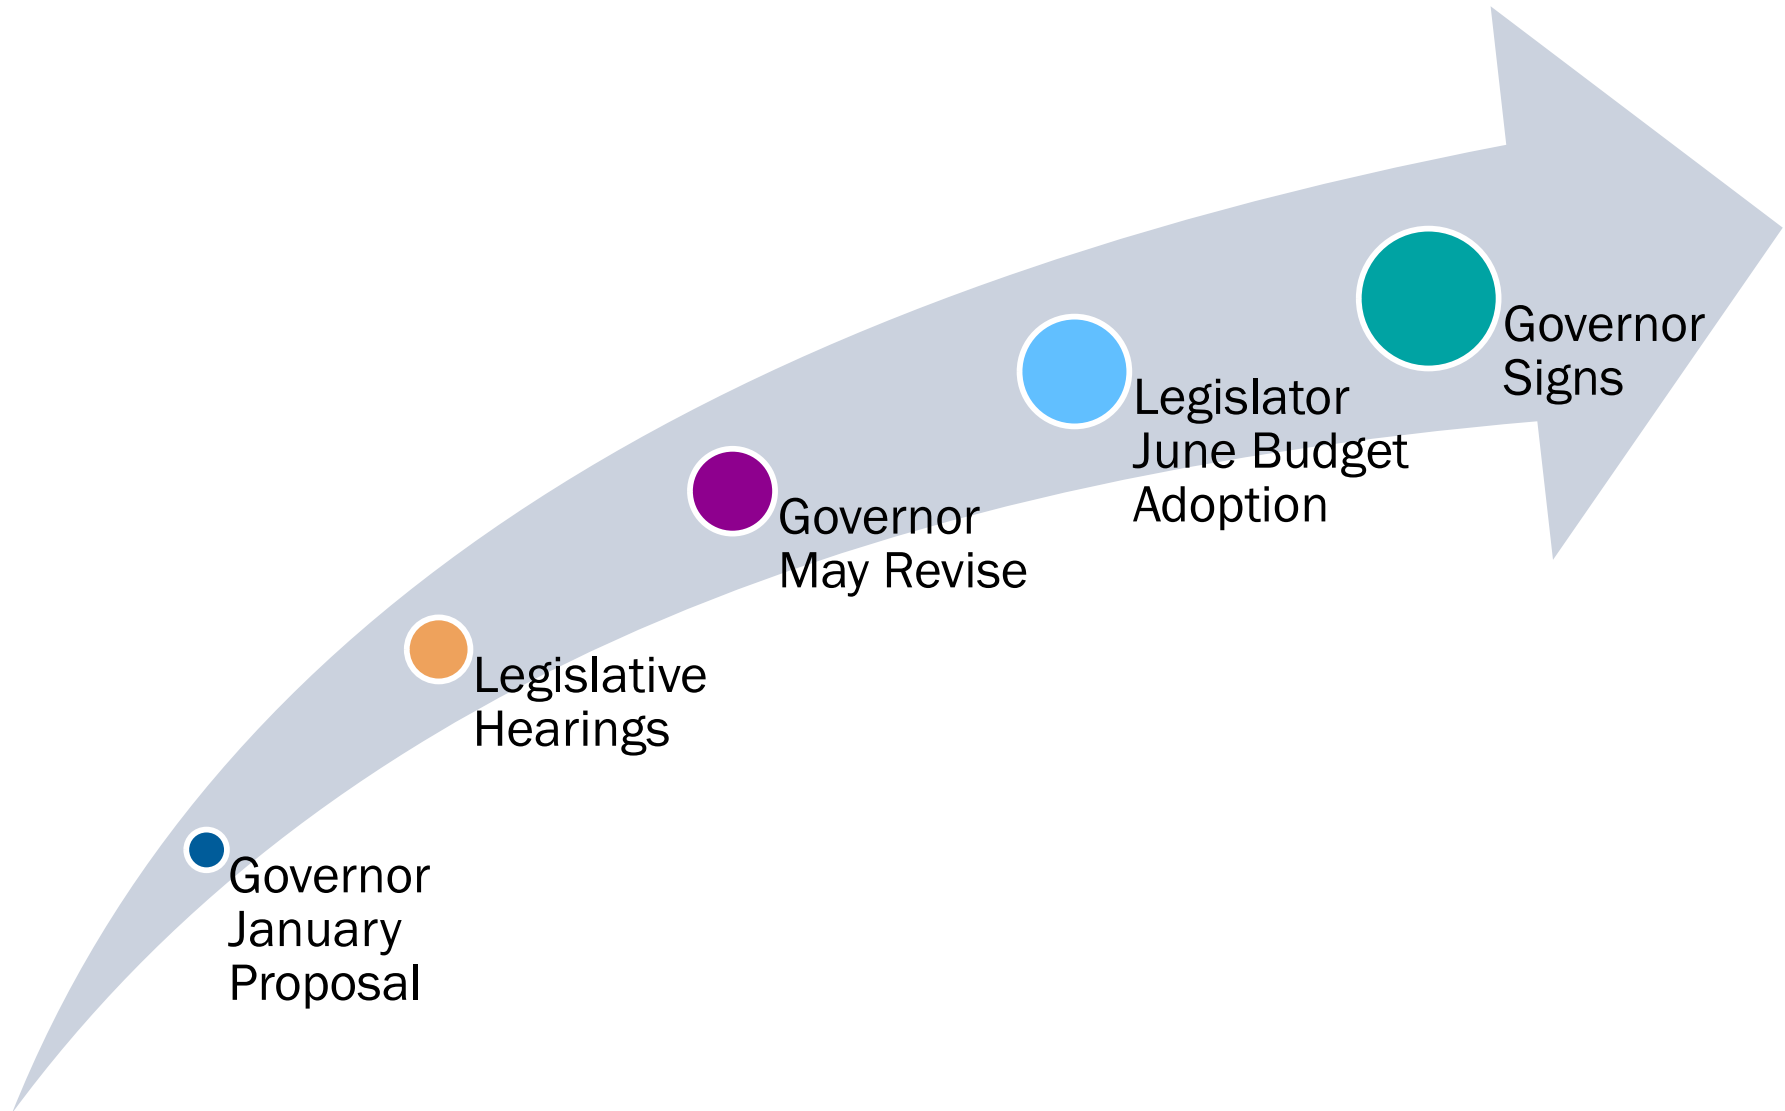 Governor
January
Proposal
Legislative
Hearings
Governor
May Revise
Legislator
June Budget
Adoption
Governor
Signs